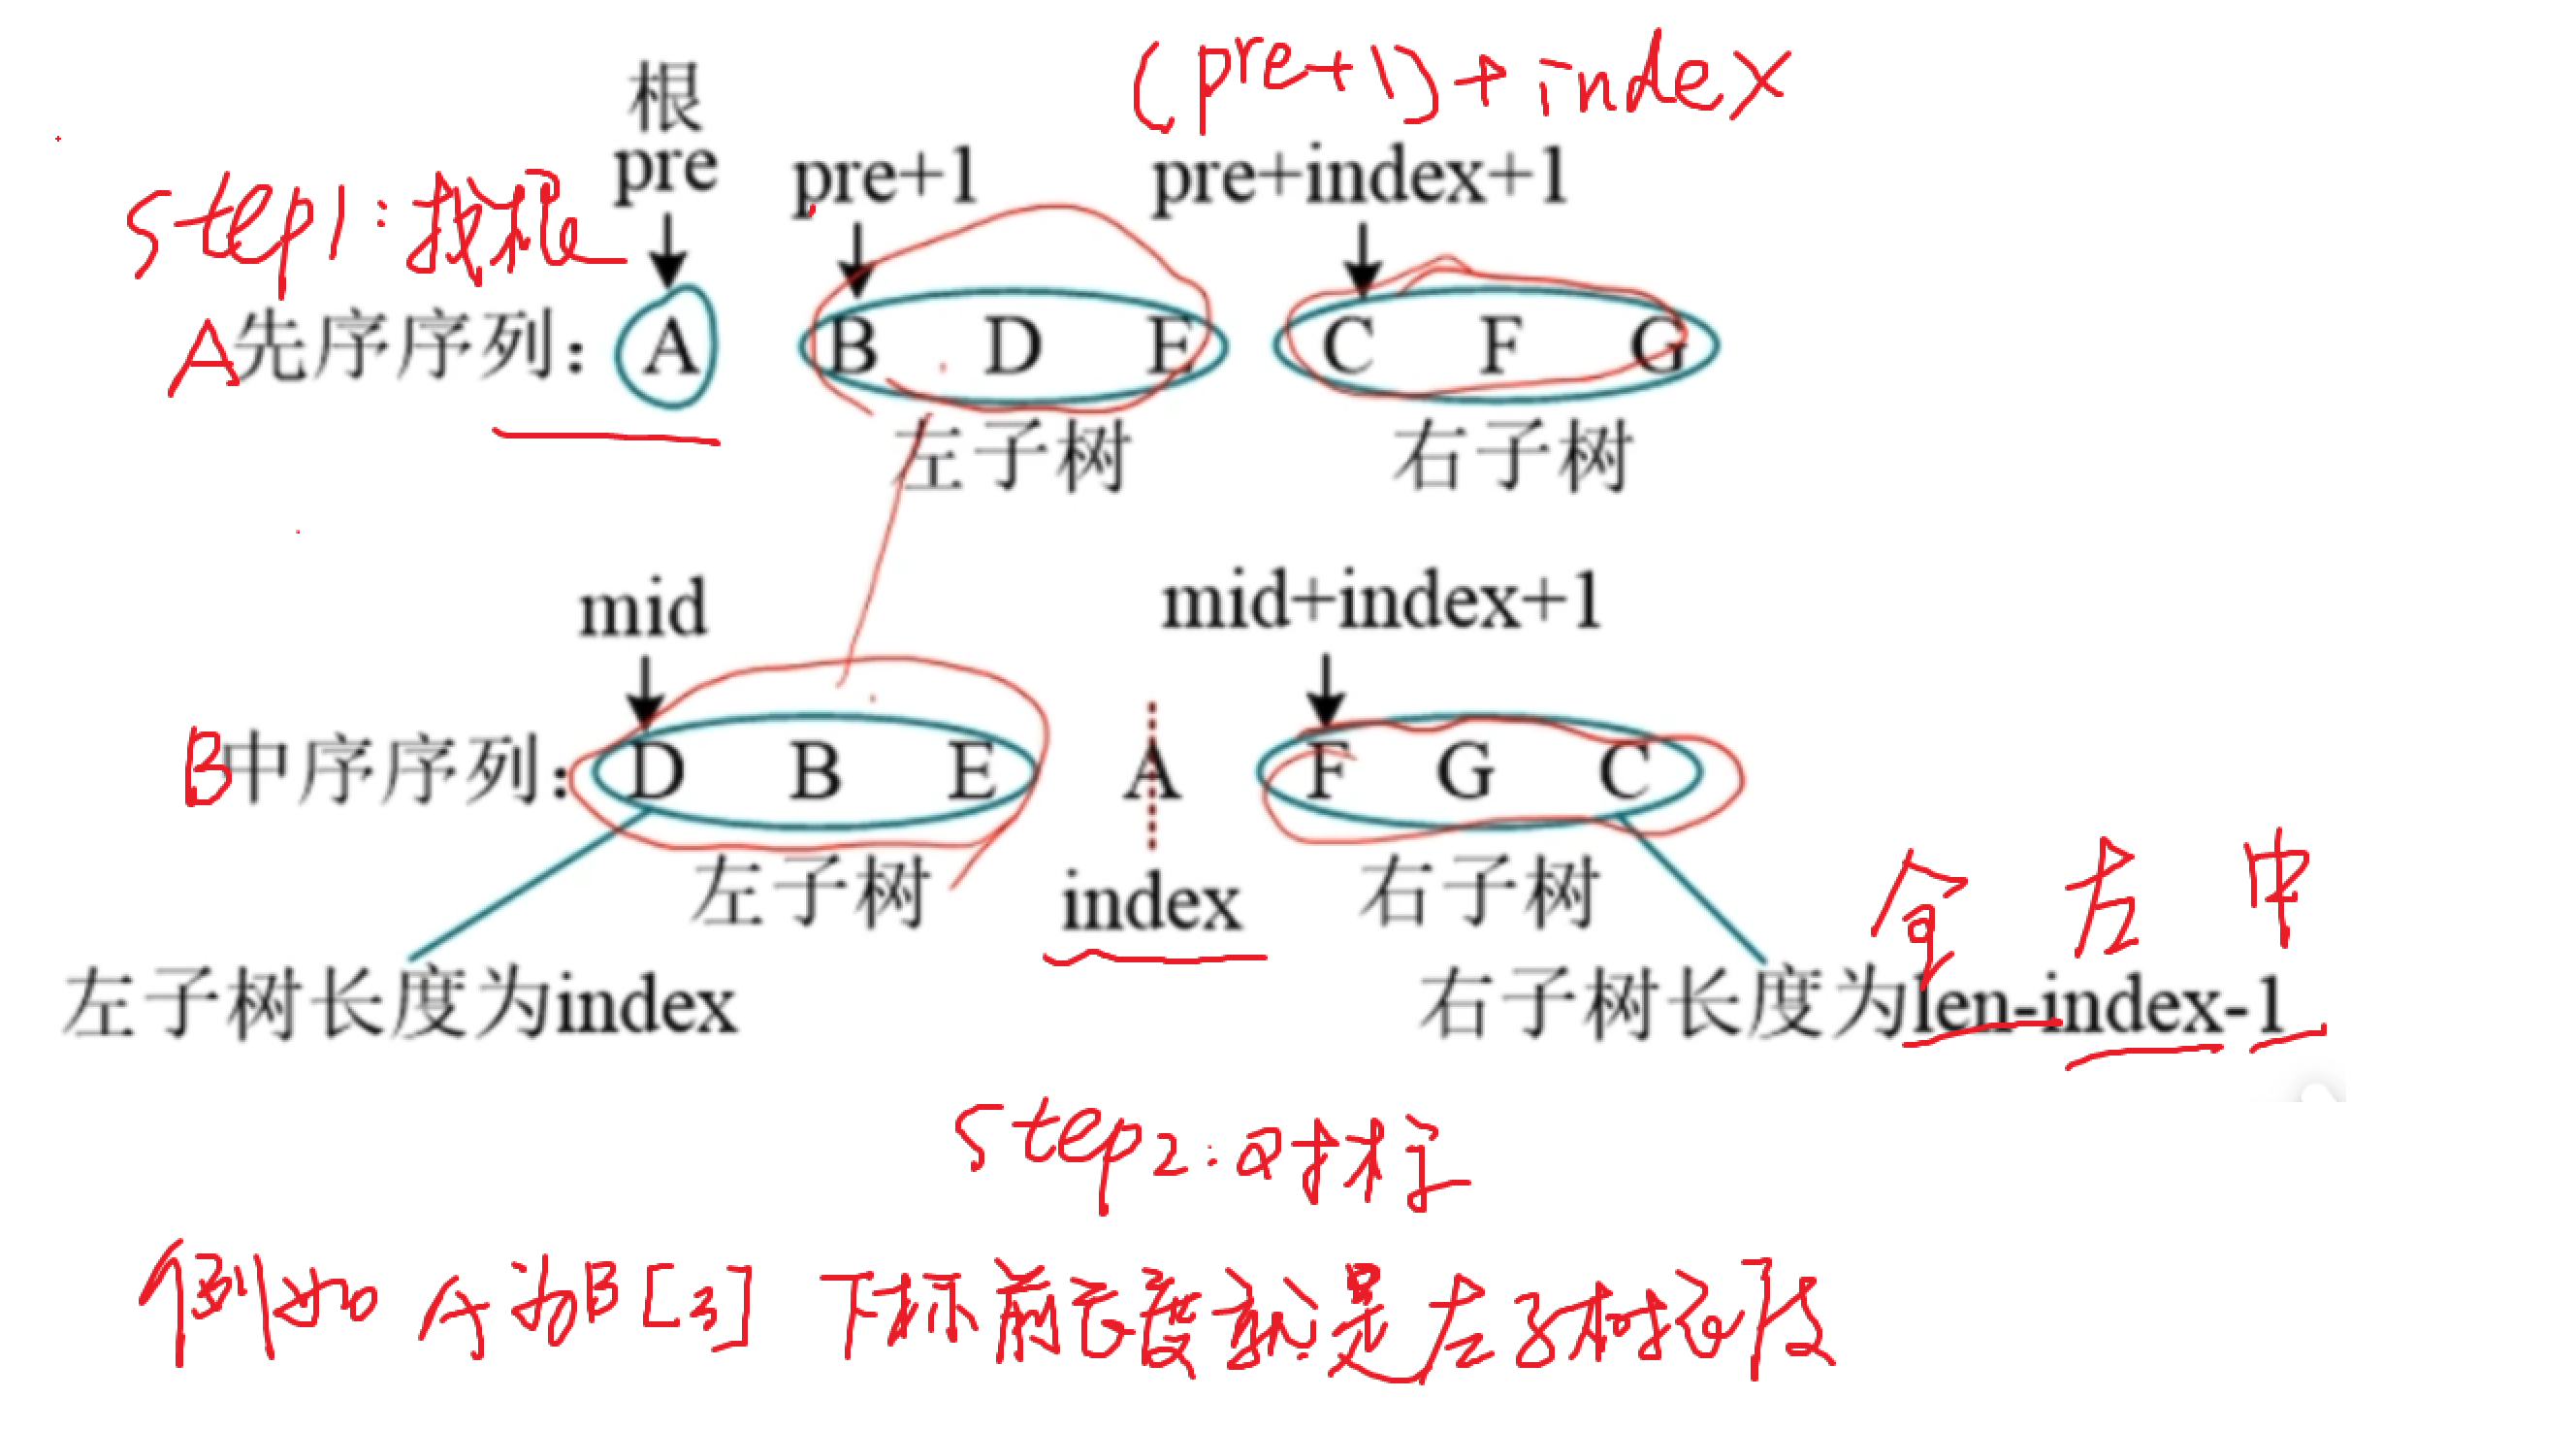 (pre+1)+index
根
pre pre+1 pre+index+1
step1:找根
A先序序列: A B D E C F G
左子树 右子树
mid mid+index+1
B中序序列: D B E A F G C
左子树 index 右子树
全 左 中
左子树长度为index 右子树长度为len-index-1
step2:
例如 A为B[3] 下标前长度就是左子树长度